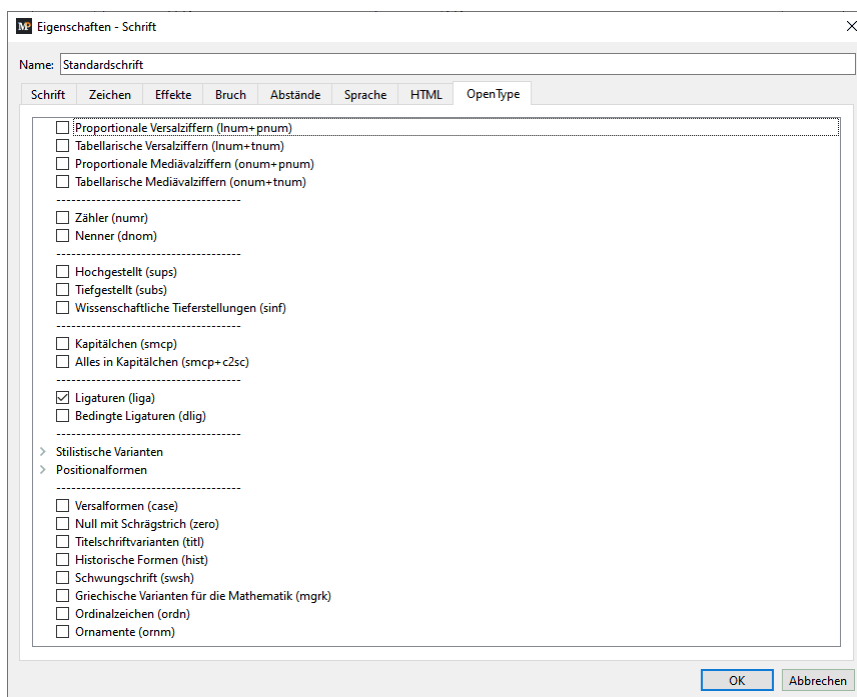 MP Eigenschaften - Schrift
Name: Standardschrift
Schrift Zeichen Effekte Bruch Abstände Sprache HTML OpenType
Proportionale Versalziffern (lnum+pnum)
Tabellarische Versalziffern (lnum+tnum)
Proportionale Mediävalziffern (onum+pnum)
Tabellarische Mediävalziffern (onum+tnum)
------------------------------------
Zähler (numr)
Nenner (dnom)
------------------------------------
Hochgestellt (sups)
Tiefgestellt (subs)
Wissenschaftliche Tieferstellungen (sinf)
------------------------------------
Kapitälchen (smcp)
Alles in Kapitälchen (smcp+c2sc)
------------------------------------
Ligaturen (liga)
Bedingte Ligaturen (dlig)
------------------------------------
Stilistische Varianten
Positionalformen
------------------------------------
Versalformen (case)
Null mit Schrägstrich (zero)
Titelschriftvarianten (titl)
Historische Formen (hist)
Schwungschrift (swsh)
Griechische Varianten für die Mathematik (mgrk)
Ordinalzeichen (ordn)
Ornamente (ornm)
OK Abbrechen